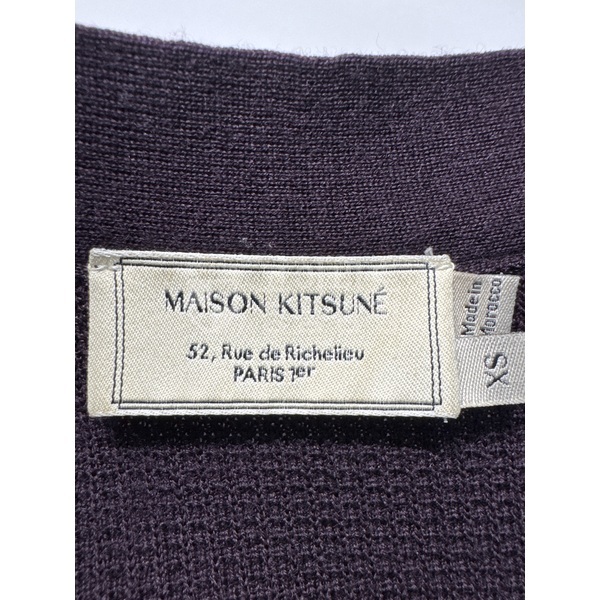 MAISON KITSUNÉ
52, Rue de Richelieu
PARIS 1er
Made in
Morocco
XS